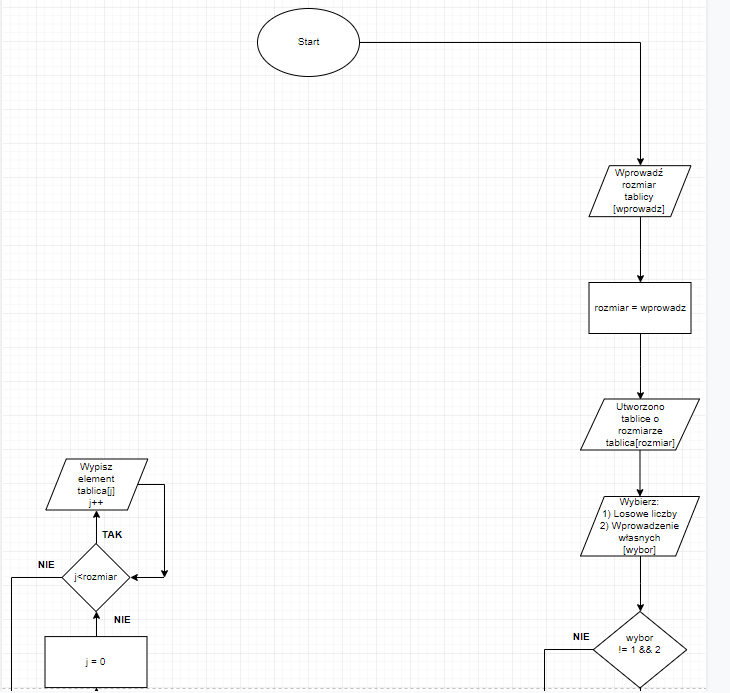 Start
Wprowadź
rozmiar
tablicy
[wprowadz]
rozmiar = wprowadz
Utworzono
tablice o
rozmiarze
tablica[rozmiar]
Wybierz:
1) Losowe liczby
2) Wprowadzenie
własnych
[wybor]
wybor
!= 1 && 2
NIE
Wypisz
element
tablica[j]
j++
TAK
NIE
j<rozmiar
NIE
j = 0